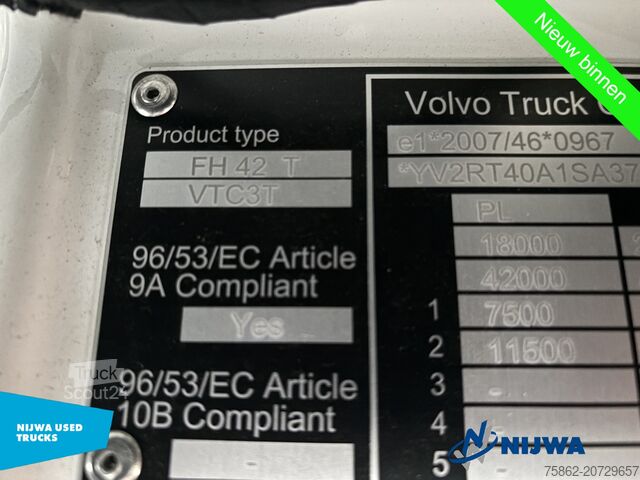 Nieuw binnen
Volvo Truck
Product type
FH 42 T
VTC3T
e1*2007/46*0967
*YV2RT40A1SA37
PL
18000
42000
96/53/EC Article
9A Compliant
Yes
1 7500
2 11500
3 -
4
5 -
96/53/EC Article
10B Compliant
-
Truck
Scout24
NIJWA USED
TRUCKS
NIJWA
75862-20729657